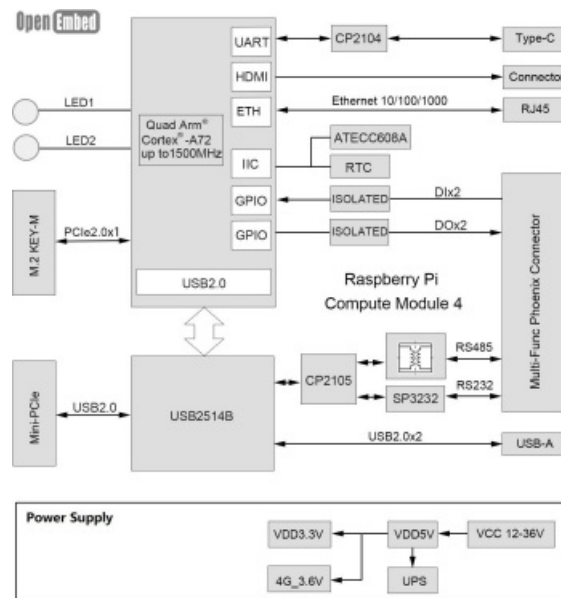 Open Embed
UART
CP2104
Type-C
HDMI
Connector
LED1
ETH
Ethernet 10/100/1000
RJ45
Quad Arm®
Cortex®-A72
up to1500MHz
LED2
ATECC608A
IIC
RTC
GPIO
ISOLATED
DIx2
GPIO
ISOLATED
DOx2
M.2 KEY-M
PCIe2.0x1
USB2.0
Raspberry Pi
Compute Module 4
Multi-Func Phoenix Connector
RS485
CP2105
RS232
SP3232
Mini-PCIe
USB2.0
USB2514B
USB2.0x2
USB-A
Power Supply
VDD3.3V
VDD5V
VCC 12-36V
4G_3.6V
UPS